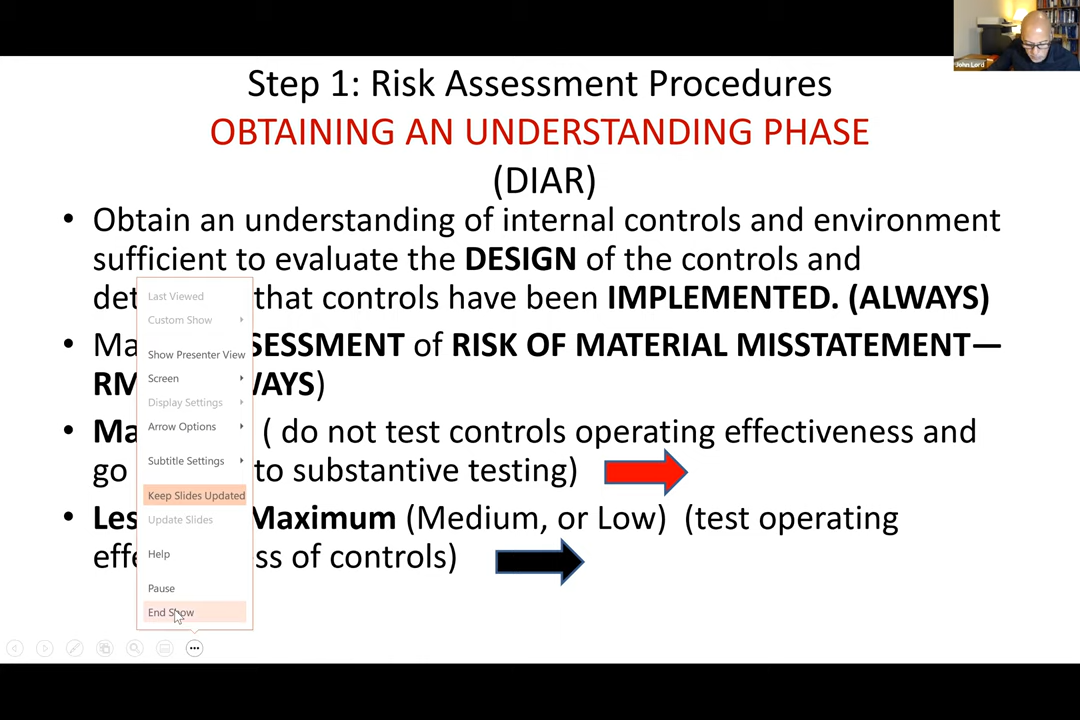 John Lord
Step 1: Risk Assessment Procedures
OBTAINING AN UNDERSTANDING PHASE
(DIAR)
• Obtain an understanding of internal controls and environment
sufficient to evaluate the DESIGN of the controls and
det that controls have been IMPLEMENTED. (ALWAYS)
• Ma SESSMENT of RISK OF MATERIAL MISSTATEMENT—
RM WAYS)
• Ma ( do not test controls operating effectiveness and
go to substantive testing)
• Les Maximum (Medium, or Low) (test operating
effe ss of controls)
Last Viewed
Custom Show
Show Presenter View
Screen
Display Settings
Arrow Options
Subtitle Settings
Keep Slides Updated
Update Slides
Help
Pause
End Show